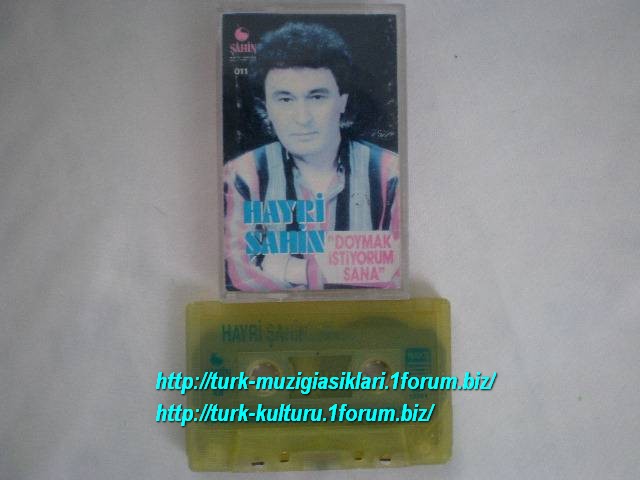 ŞAHİN
011
HAYRİ
ŞAHİN
"DOYMAK
İSTİYORUM
SANA"
HAYRİ ŞAHİN
http://turk-muzigiasiklari.1forum.biz/
http://turk-kulturu.1forum.biz/